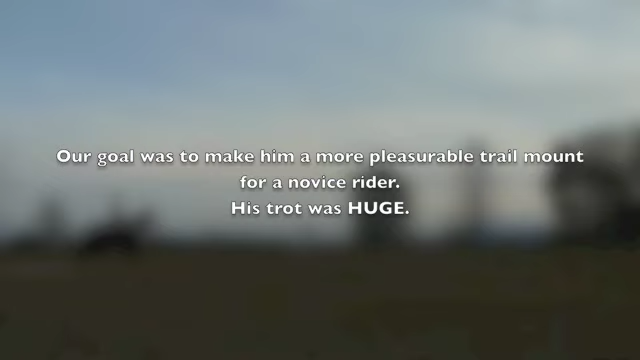 Our goal was to make him a more pleasurable trail mount
for a novice rider.
His trot was HUGE.